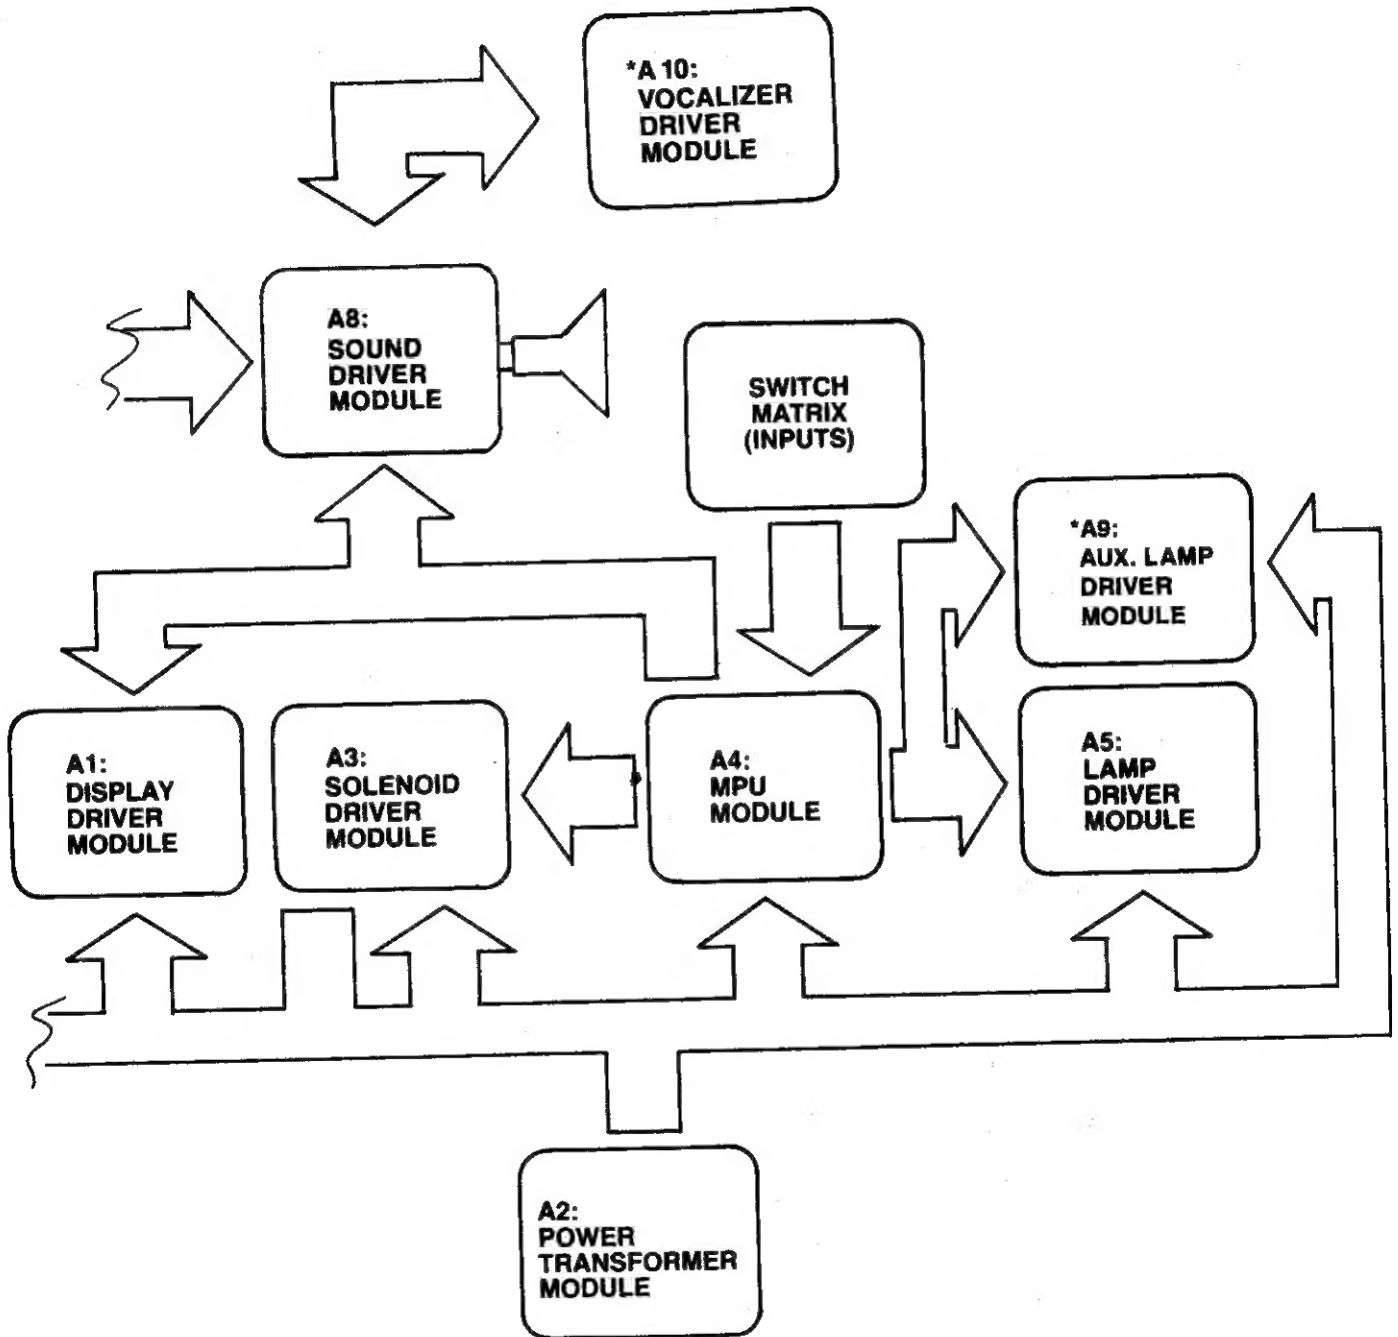 *A 10:
VOCALIZER
DRIVER
MODULE
A8:
SOUND
DRIVER
MODULE
SWITCH
MATRIX
(INPUTS)
*A9:
AUX. LAMP
DRIVER
MODULE
A1:
DISPLAY
DRIVER
MODULE
A3:
SOLENOID
DRIVER
MODULE
A4:
MPU
MODULE
A5:
LAMP
DRIVER
MODULE
A2:
POWER
TRANSFORMER
MODULE